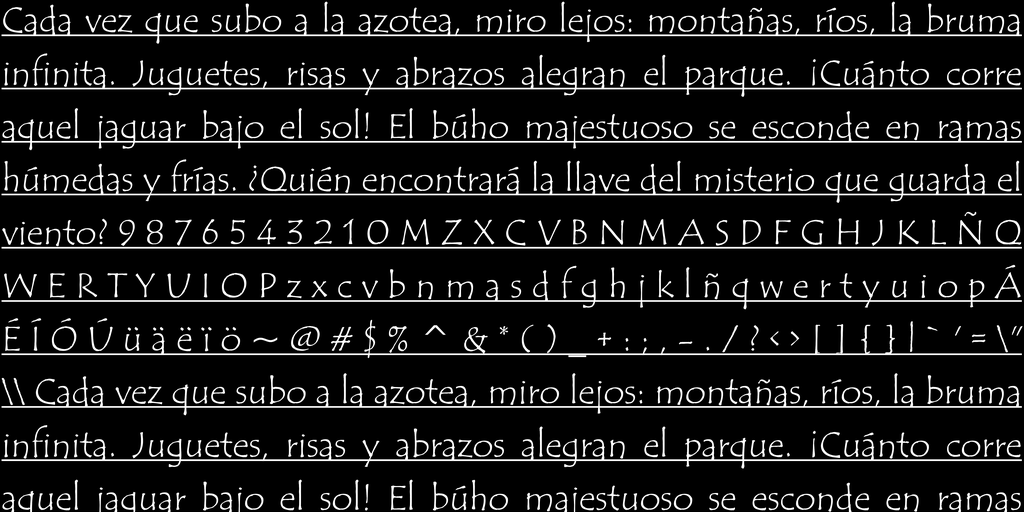 Cada vez que subo a la azotea, miro lejos: montañas, ríos, la bruma
infinita. Juguetes, risas y abrazos alegran el parque. ¡Cuánto corre
aquel jaguar bajo el sol! El búho majestuoso se esconde en ramas
húmedas y frías. ¿Quién encontrará la llave del misterio que guarda el
viento? 9 8 7 6 5 4 3 2 1 0 M Z X C V B N M A S D F G H J K L Ñ Q
W E R T Y U I O P z x c v b n m a s d f g h j k l ñ q w e r t y u i o p Á
É Í Ó Ú ü ä ë ï ö ~ @ # $ % ^ & * ( ) _ + : ; , - . / ? < > [ ] { } | ` ' = \ "
\\ Cada vez que subo a la azotea, miro lejos: montañas, ríos, la bruma
infinita. Juguetes, risas y abrazos alegran el parque. ¡Cuánto corre
aquel jaguar bajo el sol! El búho majestuoso se esconde en ramas